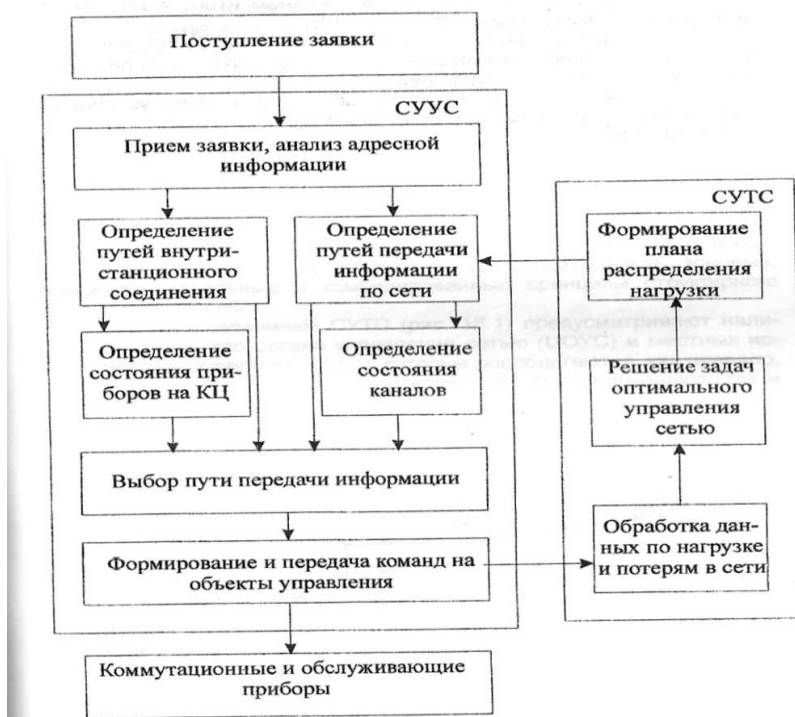 Поступление заявки
СУУС
Прием заявки, анализ адресной
информации
Определение
путей внутри-
станционного
соединения
Определение
путей передачи
информации
по сети
Определение
состояния при-
боров на КЦ
Определение
состояния
каналов
Выбор пути передачи информации
Формирование и передача команд на
объекты управления
Коммутационные и обслуживающие
приборы
СУТС
Формирование
плана
распределения
нагрузки
Решение задач
оптимального
управления
сетью
Обработка дан-
ных по нагрузке
и потерям в сети